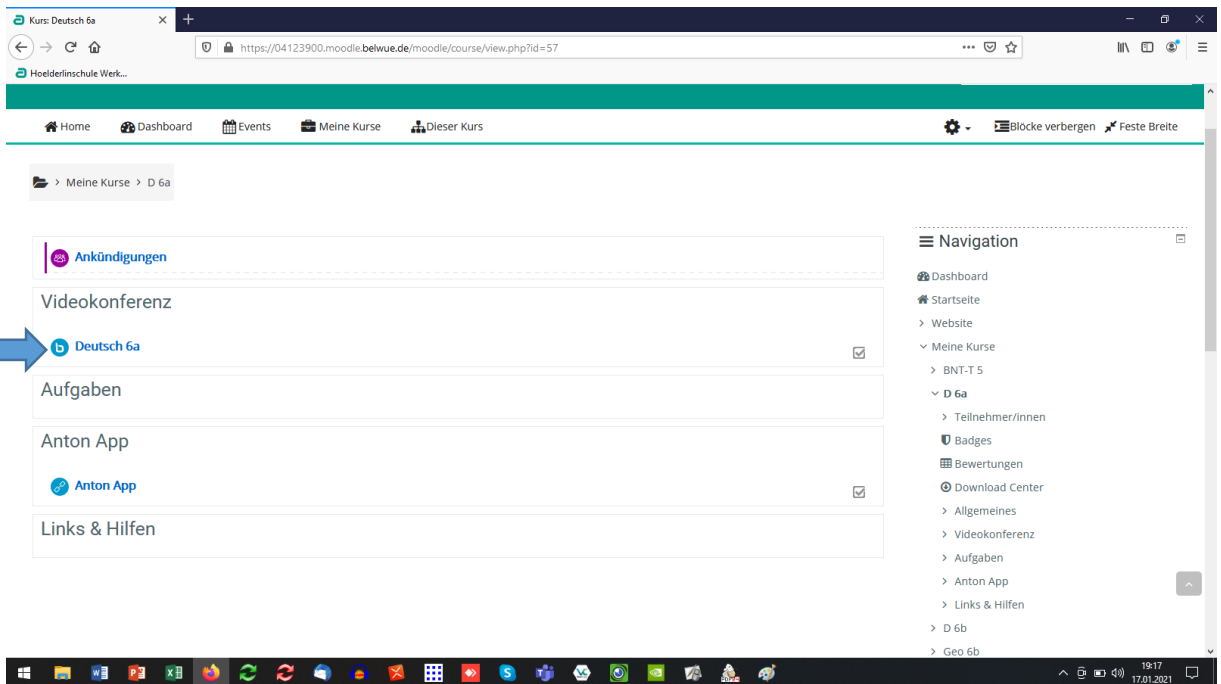 Kurs: Deutsch 6a
https://04123900.moodle.belwue.de/moodle/course/view.php?id=57
Hoelderlinschule Werk...
Home Dashboard Events Meine Kurse Dieser Kurs Blöcke verbergen Feste Breite
> Meine Kurse > D 6a
Ankündigungen
Videokonferenz
Deutsch 6a
Aufgaben
Anton App
Anton App
Links & Hilfen
Navigation
Dashboard
Startseite
> Website
Meine Kurse
> BNT-T 5
D 6a
> Teilnehmer/innen
Badges
Bewertungen
Download Center
> Allgemeines
> Videokonferenz
> Aufgaben
> Anton App
> Links & Hilfen
> D 6b
> Geo 6b
19:17
17.01.2021